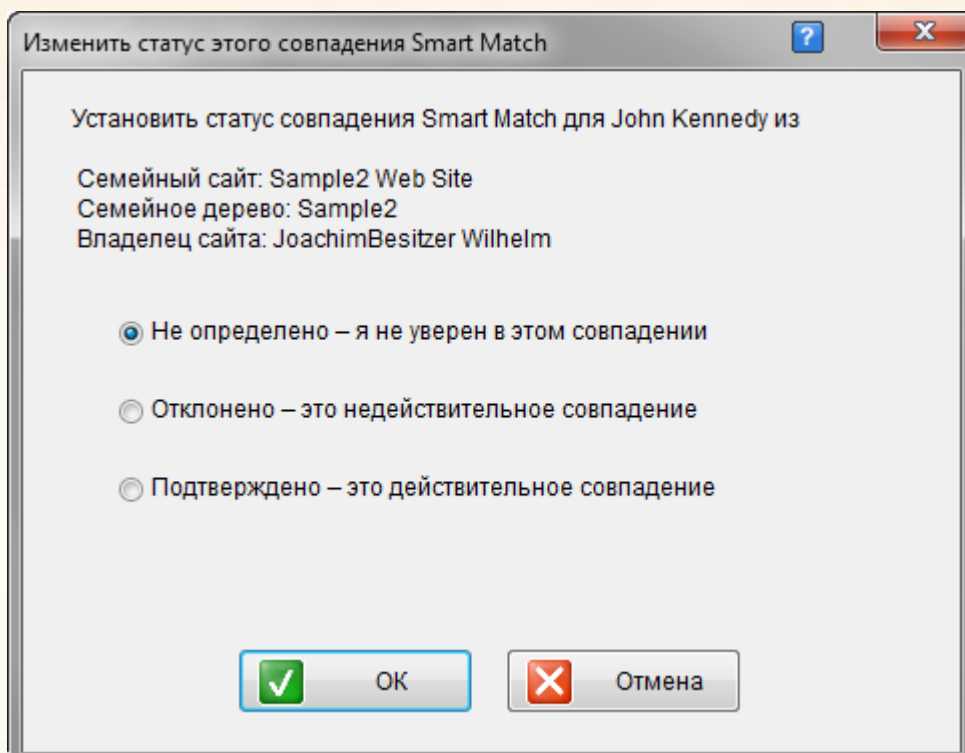 Изменить статус этого совпадения Smart Match
?
Установить статус совпадения Smart Match для John Kennedy из
Семейный сайт: Sample2 Web Site
Семейное дерево: Sample2
Владелец сайта: JoachimBesitzer Wilhelm
Не определено – я не уверен в этом совпадении
Отклонено – это недействительное совпадение
Подтверждено – это действительное совпадение
ОК
Отмена